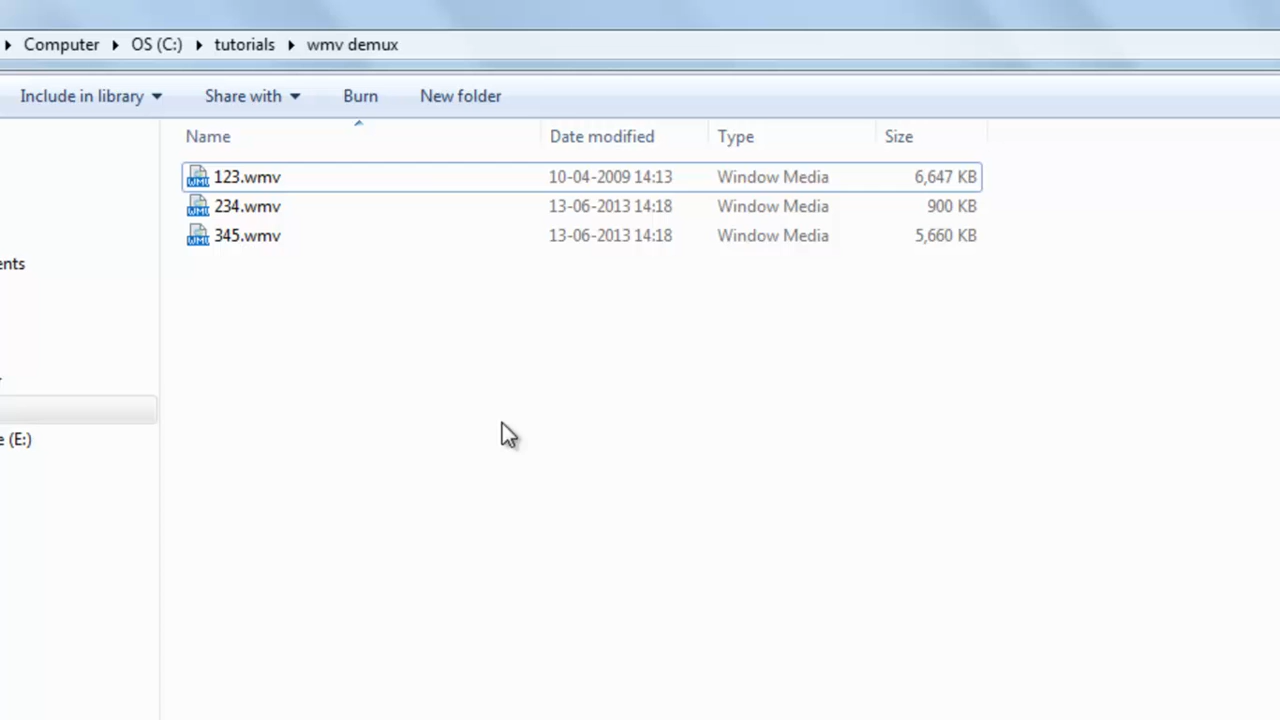 Computer OS (C:) tutorials wmv demux
Include in library Share with Burn New folder
Name Date modified Type Size
123.wmv 10-04-2009 14:13 Window Media 6,647 KB
234.wmv 13-06-2013 14:18 Window Media 900 KB
345.wmv 13-06-2013 14:18 Window Media 5,660 KB
ents
e (E:)